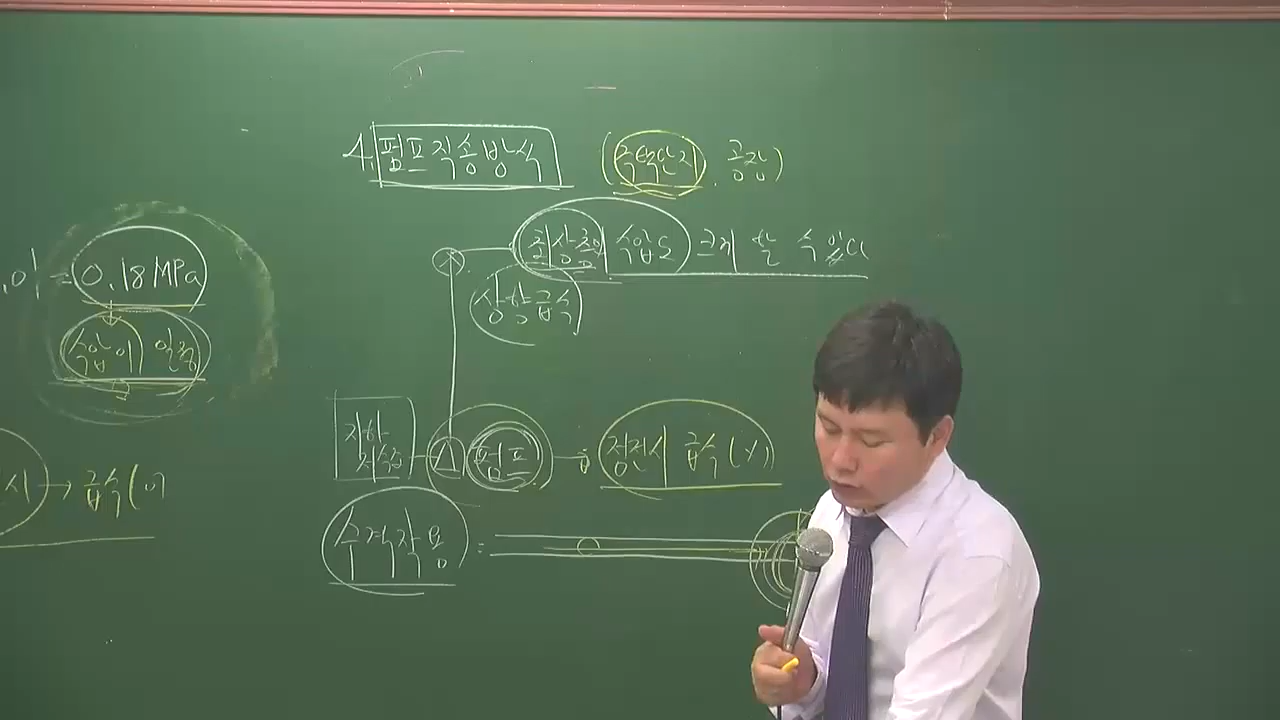 4. 펌프직송방식 (주택단지, 공장)
최상층의 수압도 크게 할 수 있다
상향급수
.01 = 0.18MPa
수압이 일정
지하저수조
펌프 → 정전시 급수(X)
시 → 급수(
수격작용 :